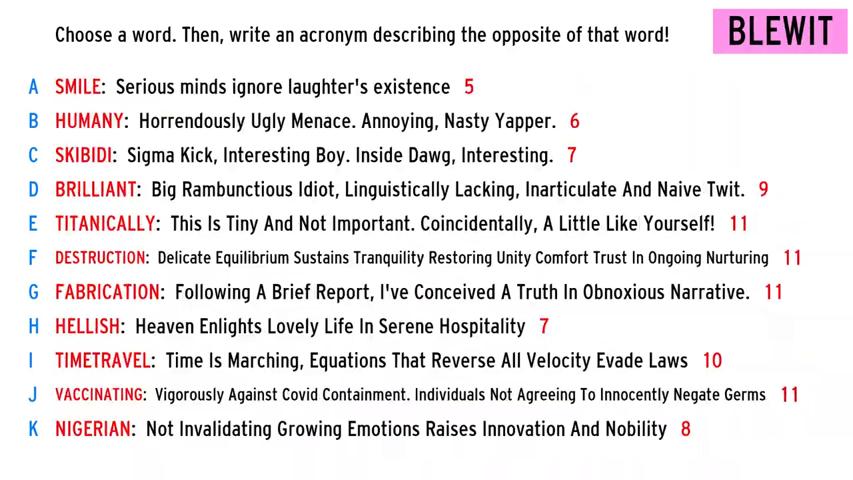 Choose a word. Then, write an acronym describing the opposite of that word! BLEWIT
A SMILE: Serious minds ignore laughter's existence 5
B HUMANY: Horrendously Ugly Menace. Annoying, Nasty Yapper. 6
C SKIBIDI: Sigma Kick, Interesting Boy. Inside Dawg, Interesting. 7
D BRILLIANT: Big Rambunctious Idiot, Linguistically Lacking, Inarticulate And Naive Twit. 9
E TITANICALLY: This Is Tiny And Not Important. Coincidentally, A Little Like Yourself! 11
F DESTRUCTION: Delicate Equilibrium Sustains Tranquility Restoring Unity Comfort Trust In Ongoing Nurturing 11
G FABRICATION: Following A Brief Report, I've Conceived A Truth In Obnoxious Narrative. 11
H HELLISH: Heaven Enlights Lovely Life In Serene Hospitality 7
I TIMETRAVEL: Time Is Marching, Equations That Reverse All Velocity Evade Laws 10
J VACCINATING: Vigorously Against Covid Containment. Individuals Not Agreeing To Innocently Negate Germs 11
K NIGERIAN: Not Invalidating Growing Emotions Raises Innovation And Nobility 8